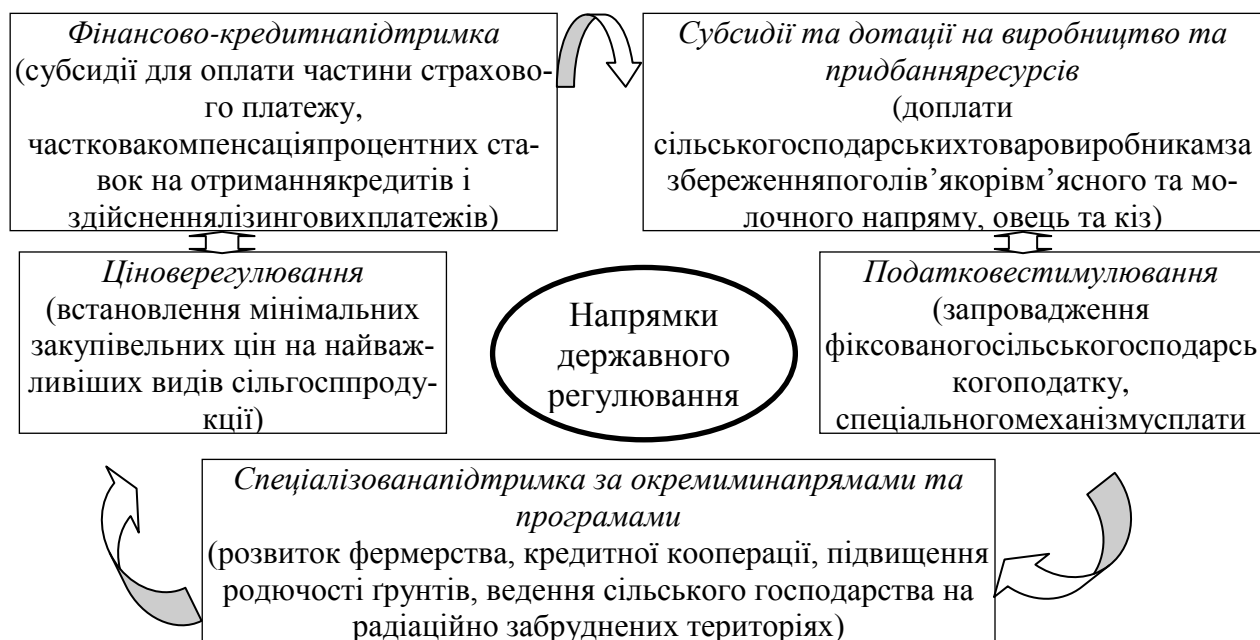 Фінансово-кредитнапідтримка
(субсидії для оплати частини страхово-
го платежу,
частковакомпенсаціяпроцентних ста-
вок на отриманнякредитів і
здійсненнялізинговихплатежів)
Субсидії та дотації на виробництво та
придбанняресурсів
(доплати
сільськогосподарськихтоваровиробникамза
збереженняпоголів’якорівм’ясного та мо-
лочного напряму, овець та кіз)
Ціноверегулювання
(встановлення мінімальних
закупівельних цін на найваж-
ливіших видів сільгосппроду-
кції)
Напрямки
державного
регулювання
Податковестимулювання
(запровадження
фіксованогосільськогосподарсь
когоподатку,
спеціальногомеханізмусплати
Спеціалізованапідтримка за окремиминапрямами та
програмами
(розвиток фермерства, кредитної кооперації, підвищення
родючості ґрунтів, ведення сільського господарства на
радіаційно забруднених територіях)